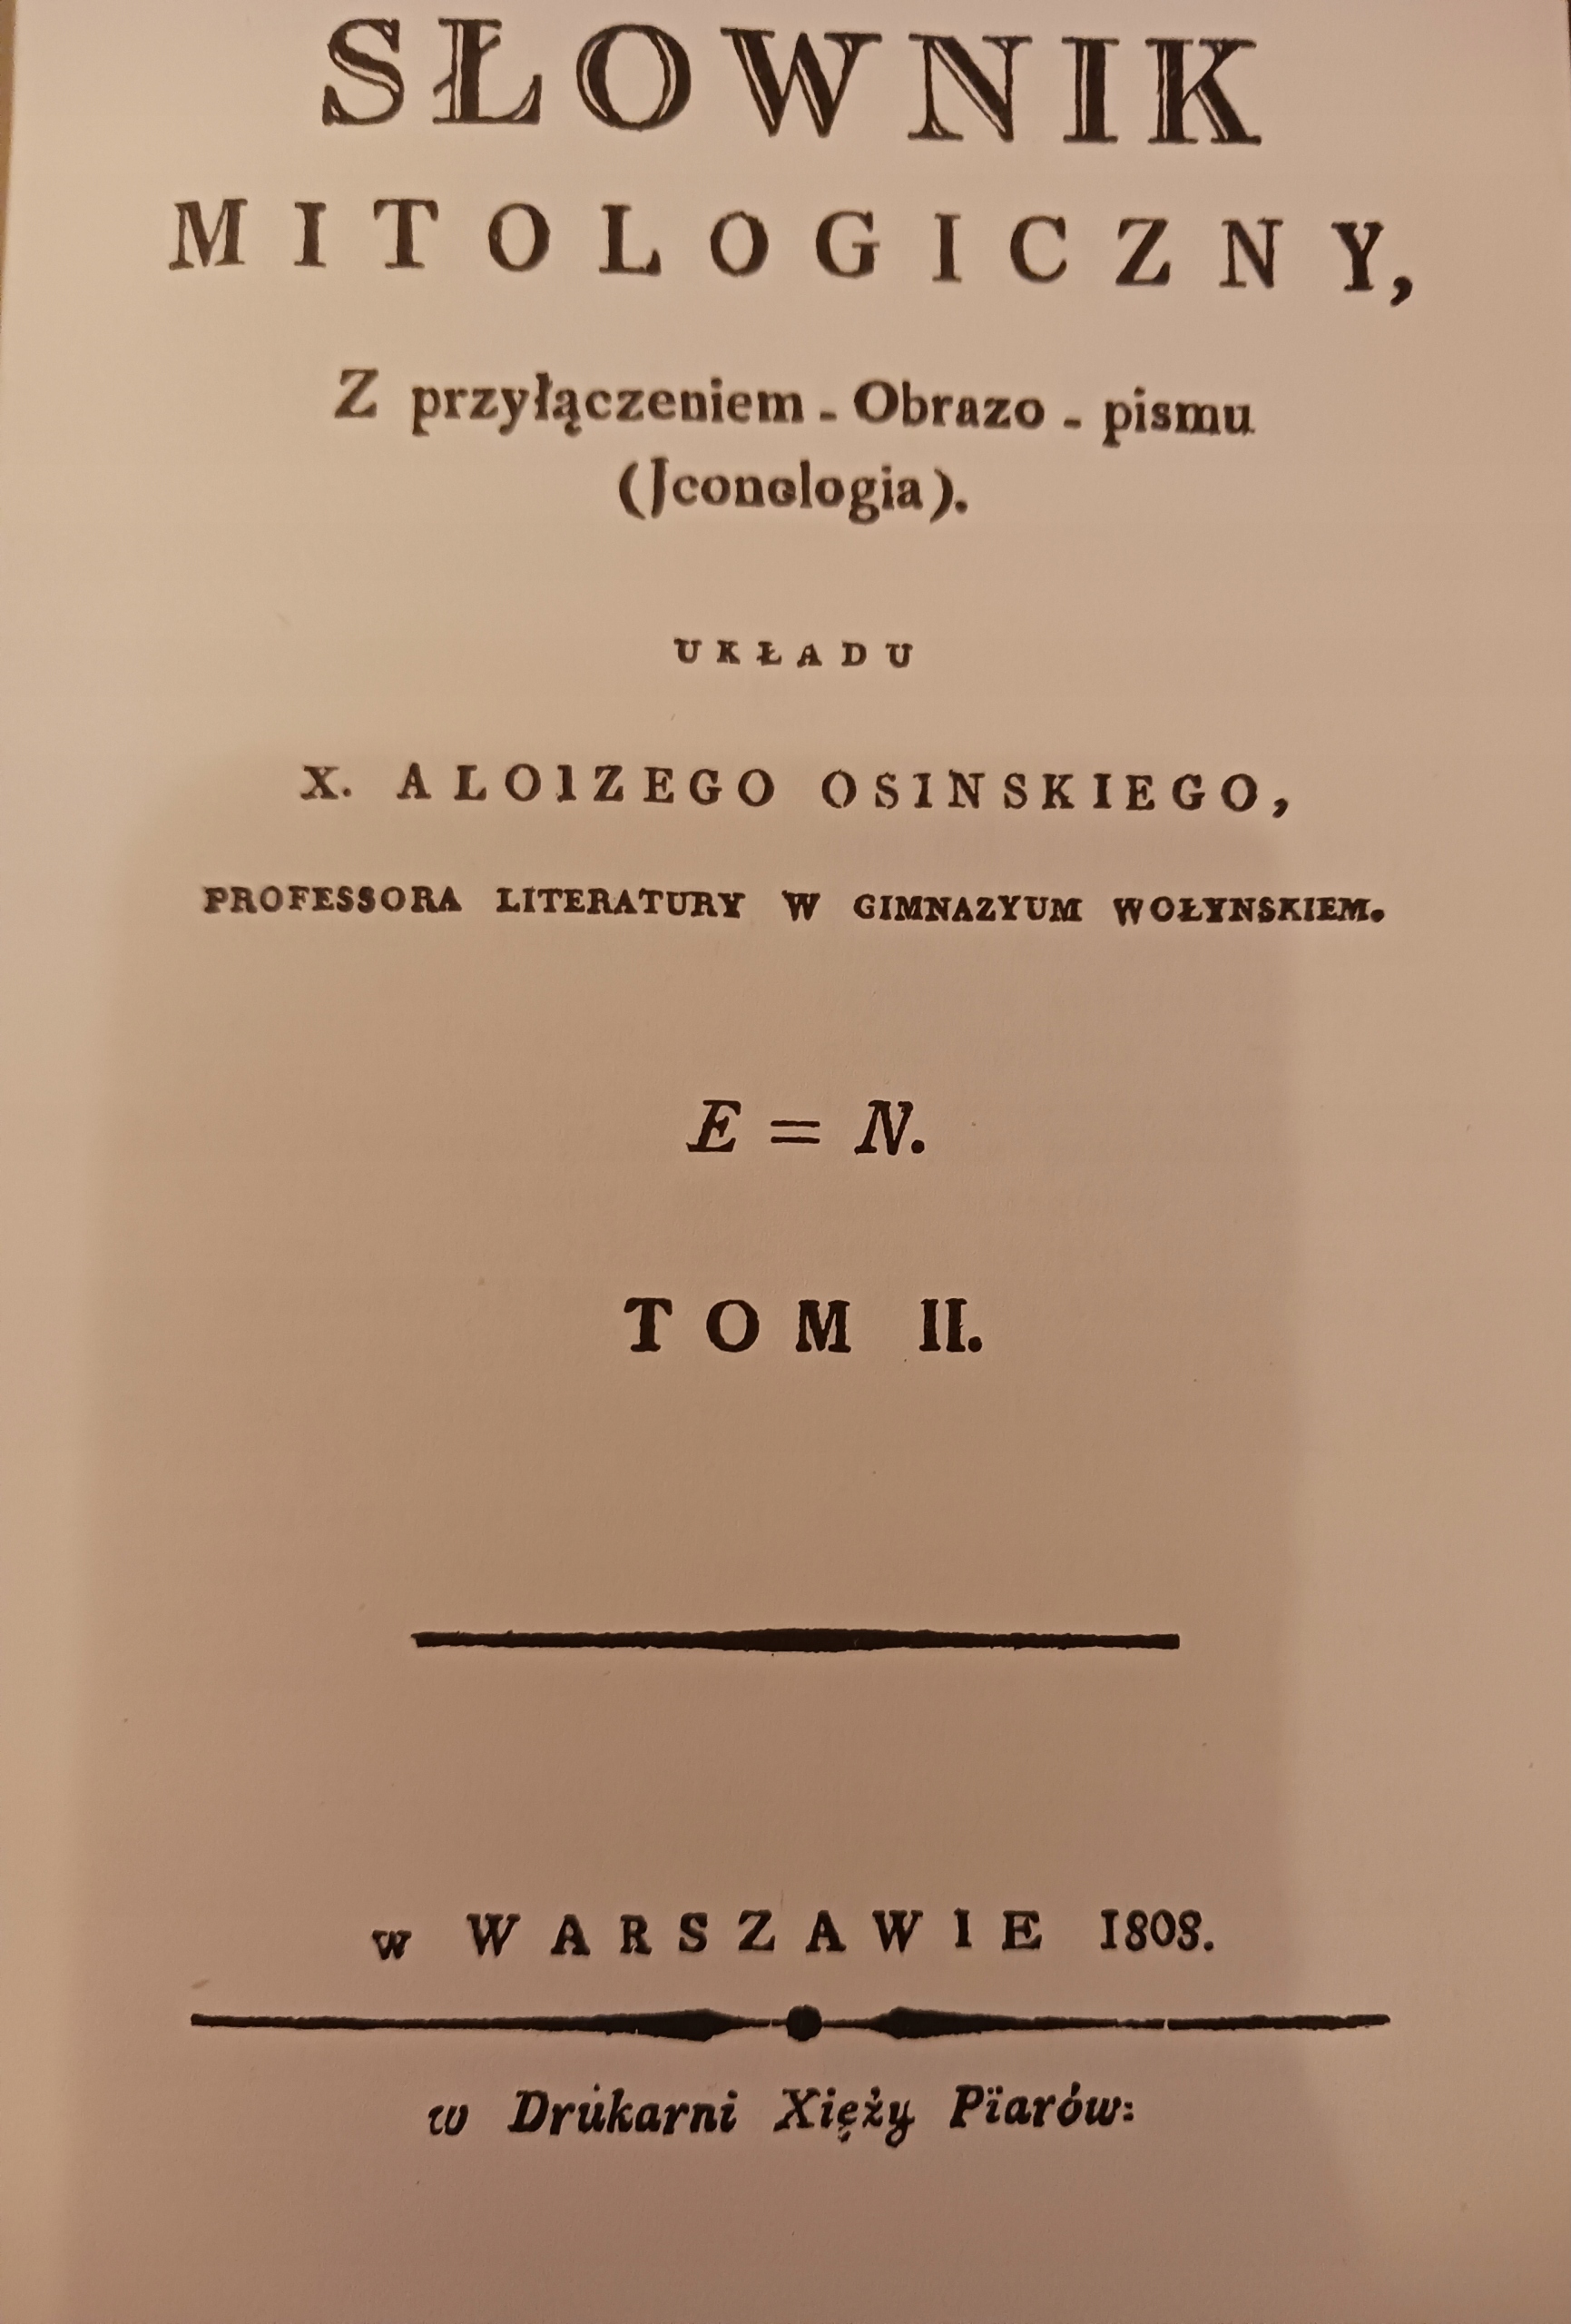 SŁOWNIK
MITOLOGICZNY,
Z przyłączeniem - Obrazo - pismu
(Jconologia).
UKŁADU
X. ALOIZEGO OSINSKIEGO,
PROFESSORA LITERATURY W GIMNAZYUM WOŁYNSKIEM.
E = N.
TOM II.
w WARSZAWIE 1808.
w Drukarni Xięży Pïarów: